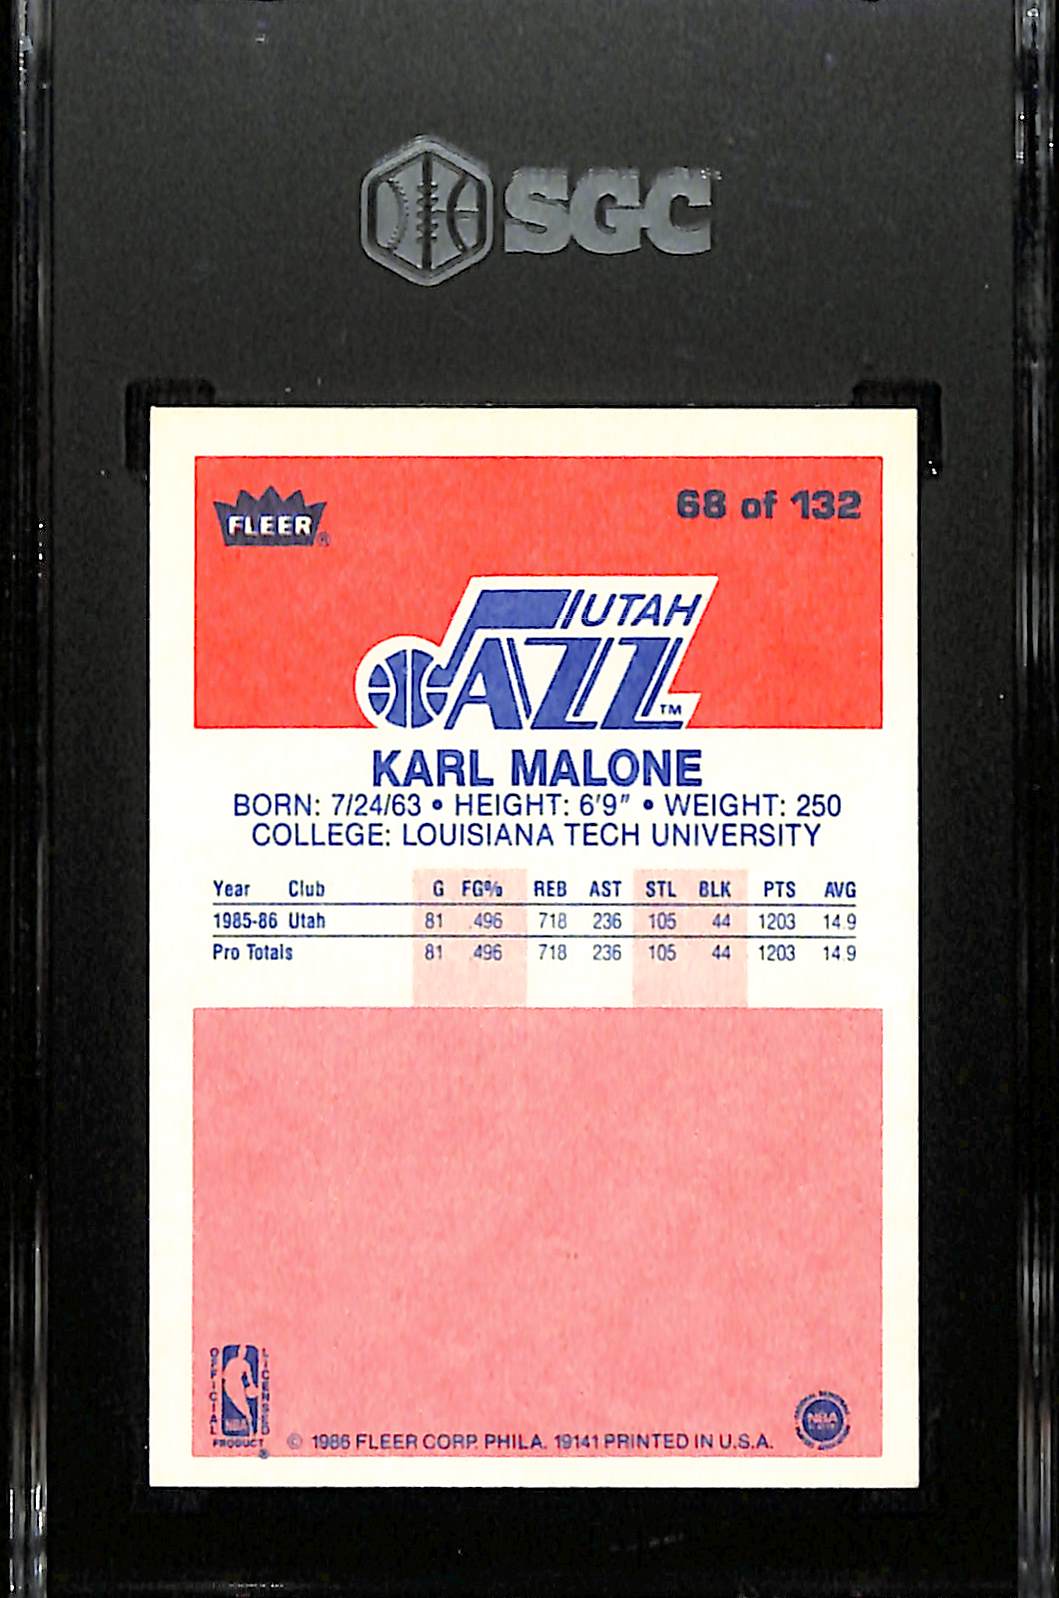 SGC
FLEER®
68 of 132
UTAH
JAZZ
TM
KARL MALONE
BORN: 7/24/63 • HEIGHT: 6'9" • WEIGHT: 250
COLLEGE: LOUISIANA TECH UNIVERSITY
Year Club G FG% REB AST STL BLK PTS AVG
1985-86 Utah 81 .496 718 236 105 44 1203 14.9
Pro Totals 81 .496 718 236 105 44 1203 14.9
OFFICIAL LICENSED
NBA
PRODUCT ®
© 1986 FLEER CORP. PHILA. 19141 PRINTED IN U.S.A.
NBA